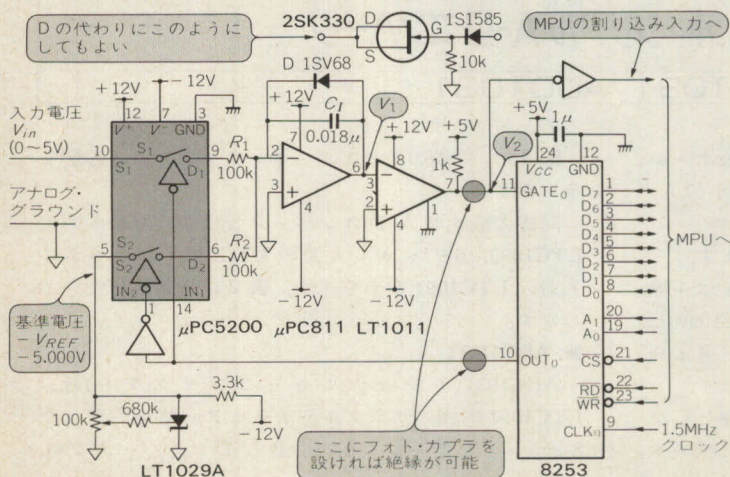 Dの代わりにこのように
してもよい
2SK330
D
S
G
1S1585
10k
MPUの割り込み入力へ
+12V
-12V
12
7
3
V+
V-
GND
入力電圧
Vin
(0～5V)
10
S1
S1
9
D1
R1
100k
アナログ・
グラウンド
5
S2
S2
6
D2
R2
100k
IN2
IN1
1
14
μPC5200
基準電圧
-VREF
-5.000V
100k
680k
3.3k
-12V
LT1029A
D 1SV68
CI
0.018μ
+12V
7
2
3
6
4
-12V
μPC811
V1
+12V
8
3
2
7
1
4
-12V
LT1011
+5V
1k
V2
+5V
1μ
24
12
VCC
GND
11
GATE0
D7
1
D6
2
D5
3
D4
4
D3
5
D2
6
D1
7
D0
8
MPUへ
A1
20
A0
19
10
OUT0
CS
21
RD
22
WR
23
CLK0
9
1.5MHz
クロック
8253
ここにフォト・カプラを
設ければ絶縁が可能